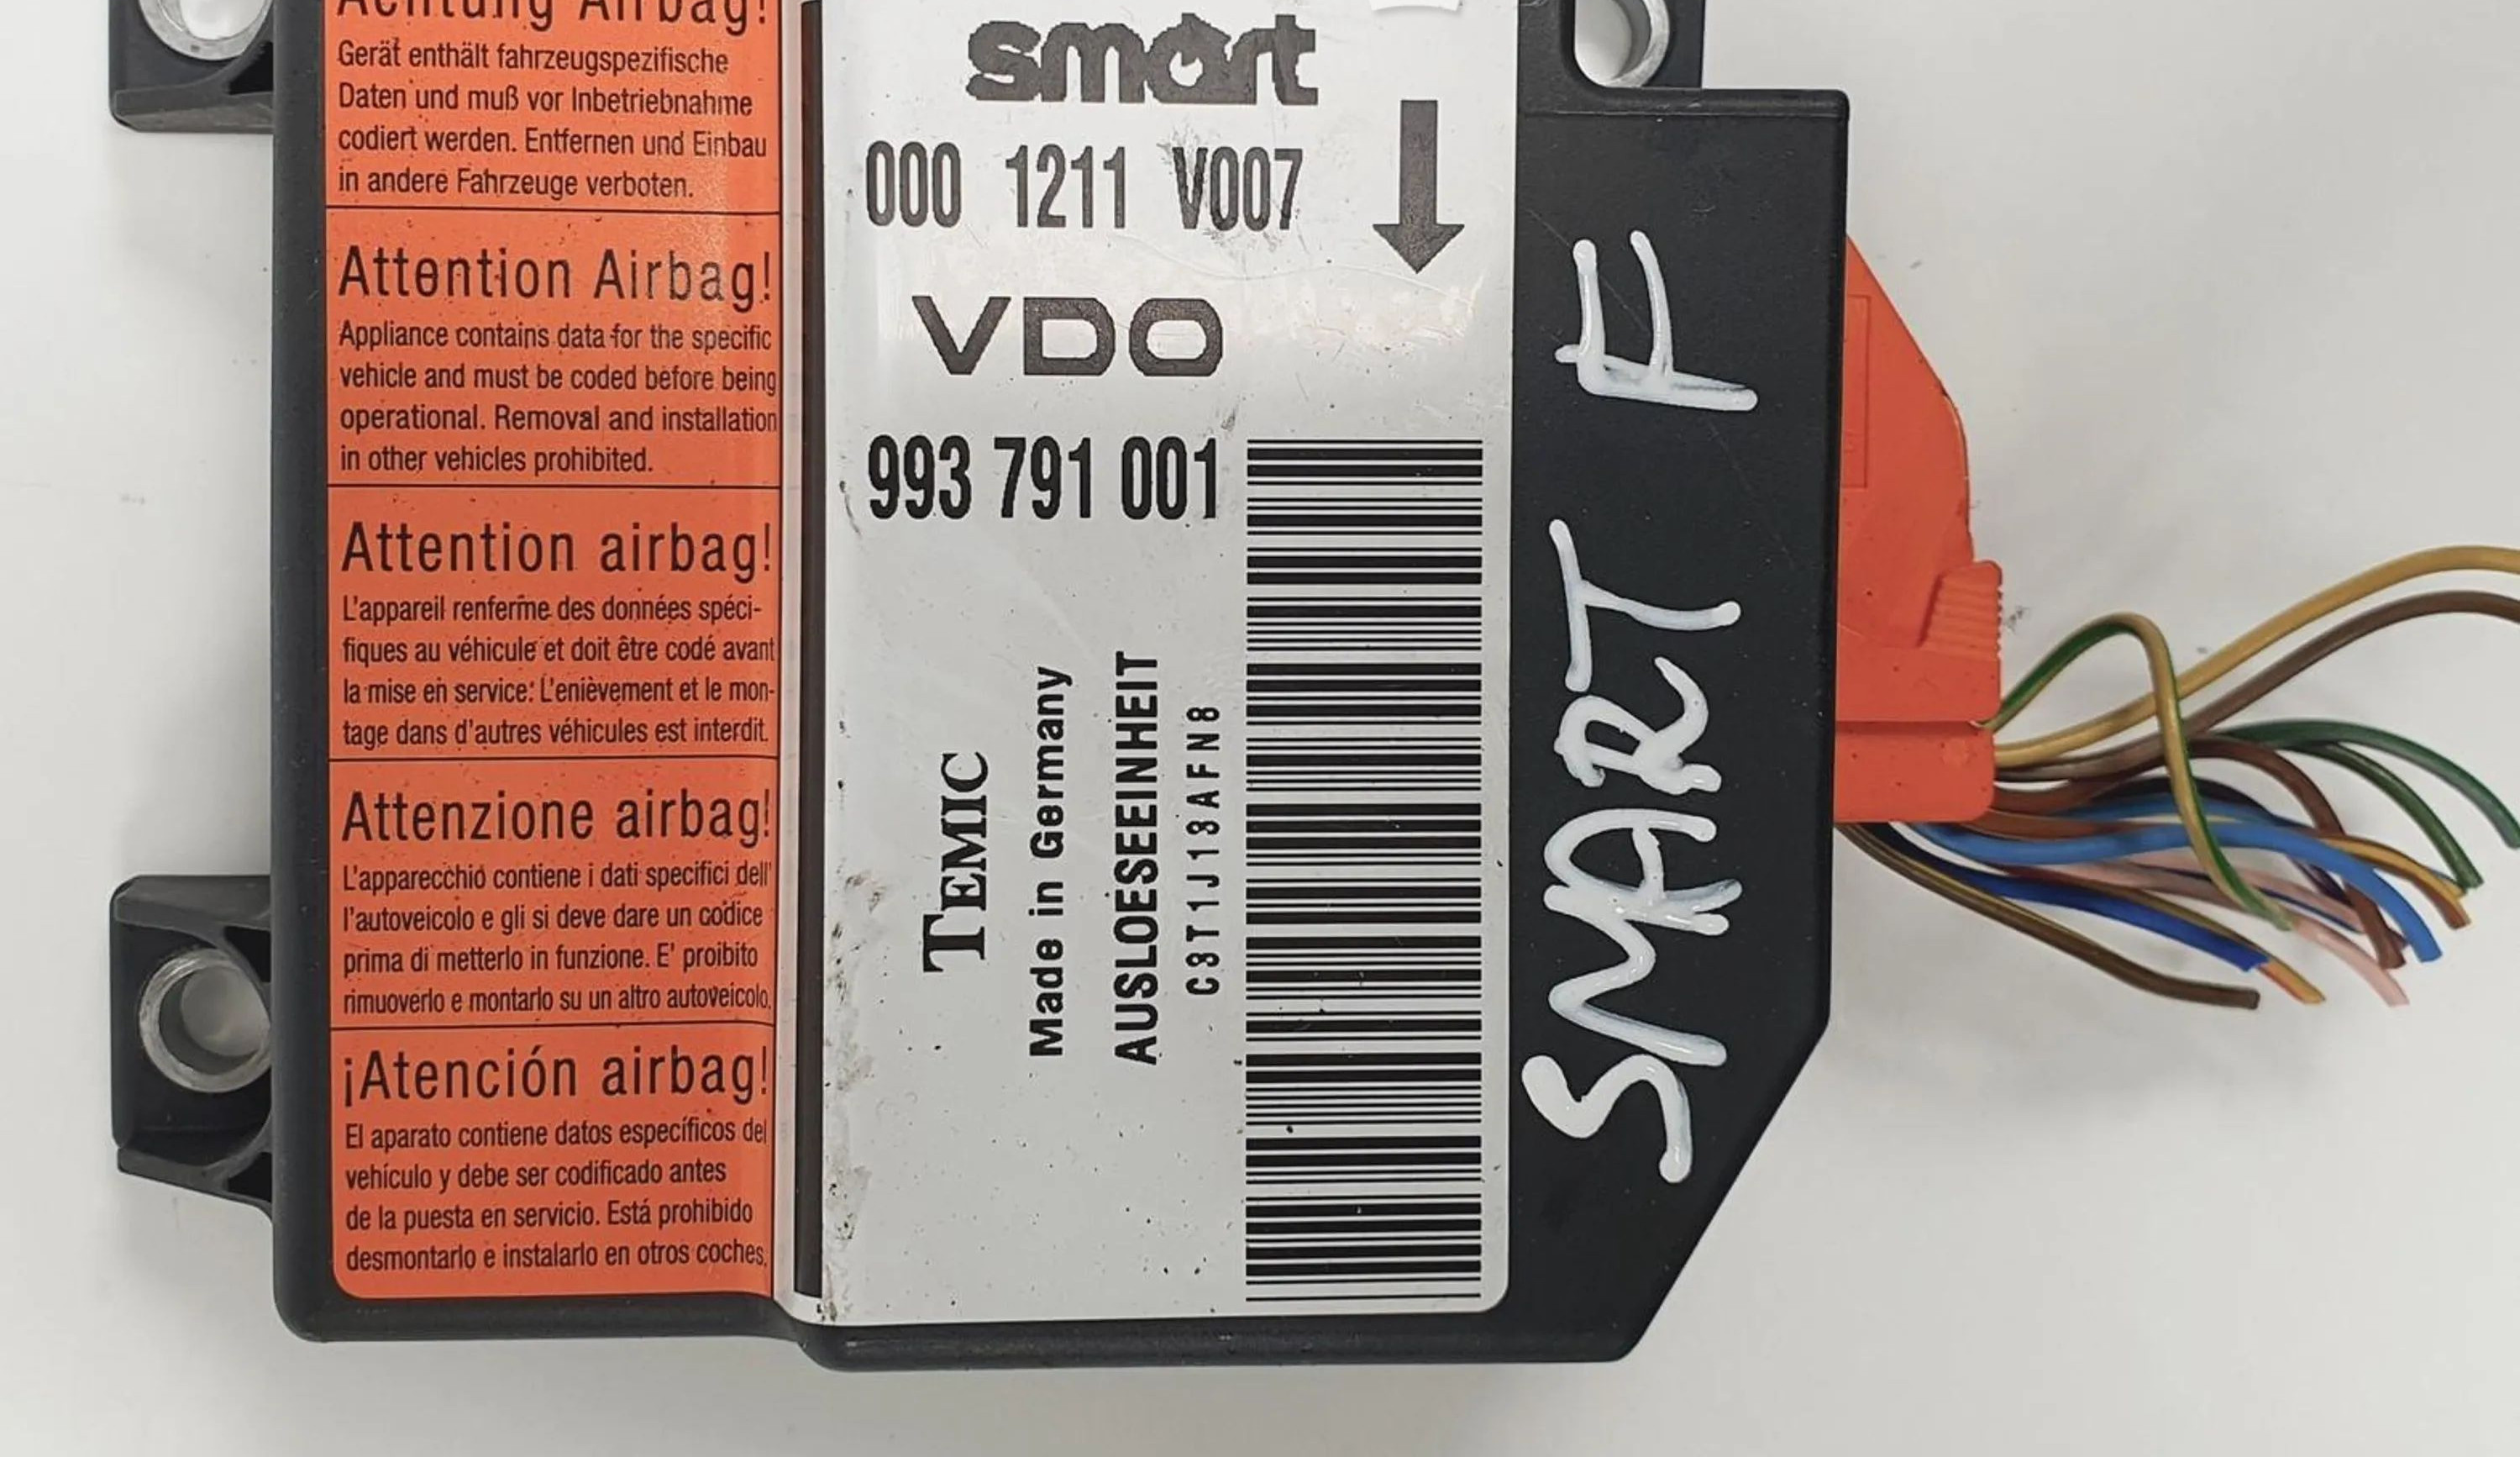 Achtung Airbag!
Gerät enthält fahrzeugspezifische
Daten und muß vor Inbetriebnahme
codiert werden. Entfernen und Einbau
in andere Fahrzeuge verboten.
Attention Airbag!
Appliance contains data for the specific
vehicle and must be coded before being
operational. Removal and installation
in other vehicles prohibited.
Attention airbag!
L'appareil renferme des données spéci-
fiques au véhicule et doit être codé avant
la mise en service: L'enièvement et le mon-
tage dans d'autres véhicules est interdit.
Attenzione airbag!
L'apparecchio contiene i dati specifici dell'
l'autoveicolo e gli si deve dare un codice
prima di metterlo in funzione. E' proibito
rimuoverlo e montarlo su un altro autoveicolo.
¡Atención airbag!
El aparato contiene datos específicos del
vehículo y debe ser codificado antes
de la puesta en servicio. Está prohibido
desmontarlo e instalarlo en otros coches.
smart
000 1211 V007
VDO
993 791 001
TEMIC
Made in Germany
AUSLOESEEINHEIT
C3T1J13AFN8
SMART F